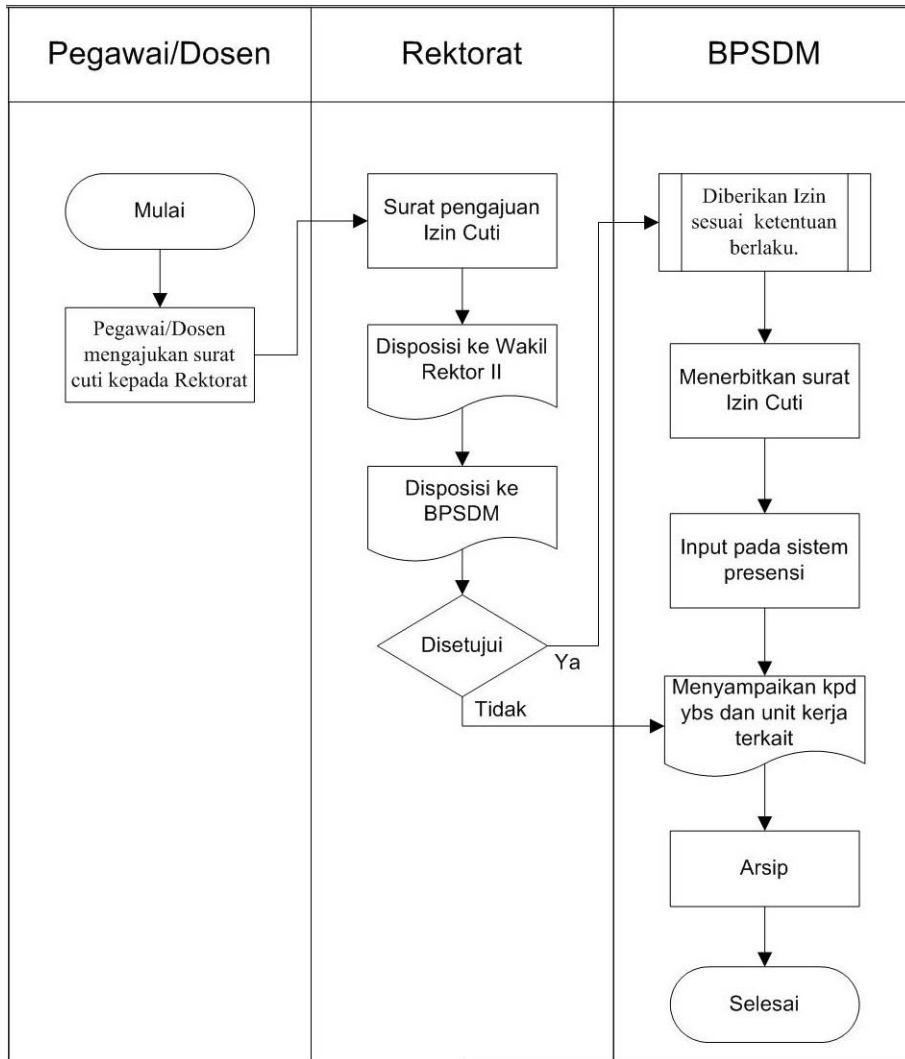 Pegawai/Dosen
Rektorat
BPSDM
Mulai
Pegawai/Dosen
mengajukan surat
cuti kepada Rektorat
Surat pengajuan
Izin Cuti
Disposisi ke Wakil
Rektor II
Disposisi ke
BPSDM
Disetujui
Ya
Tidak
Diberikan Izin
sesuai ketentuan
berlaku.
Menerbitkan surat
Izin Cuti
Input pada sistem
presensi
Menyampaikan kpd
ybs dan unit kerja
terkait
Arsip
Selesai